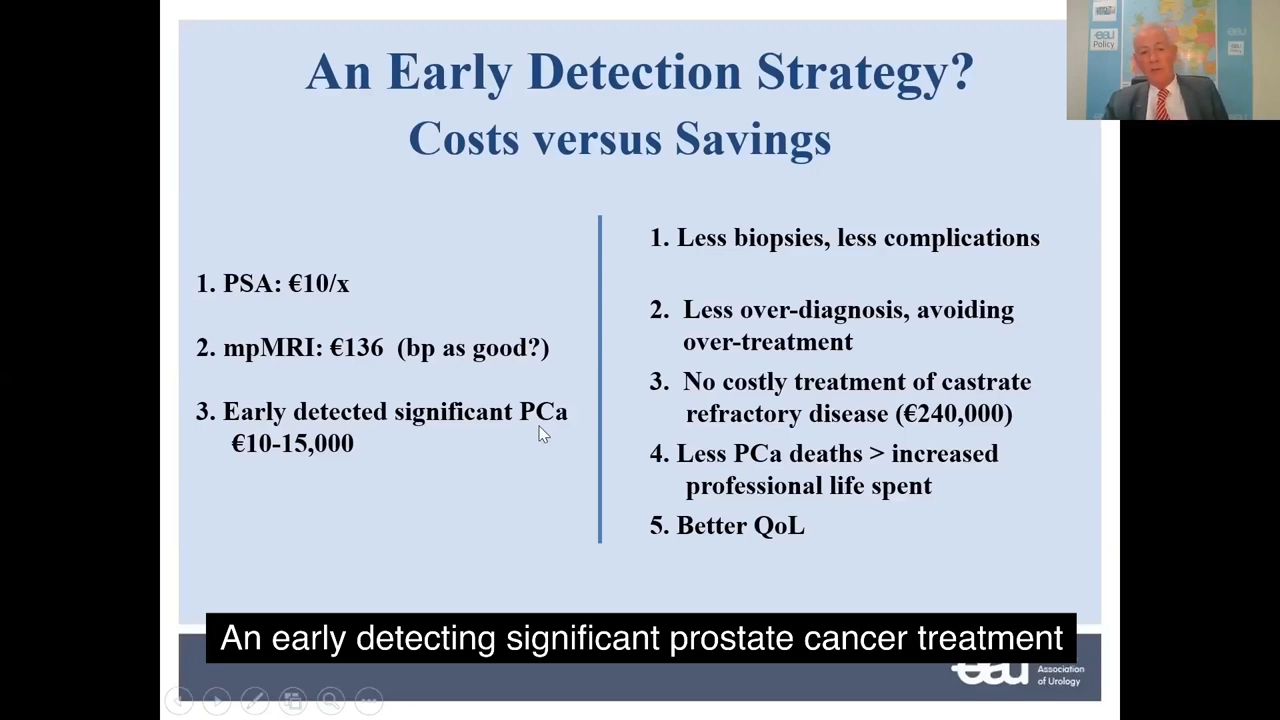 An Early Detection Strategy?
Costs versus Savings
1. PSA: €10/x
2. mpMRI: €136 (bp as good?)
3. Early detected significant PCa
€10-15,000
1. Less biopsies, less complications
2. Less over-diagnosis, avoiding
over-treatment
3. No costly treatment of castrate
refractory disease (€240,000)
4. Less PCa deaths > increased
professional life spent
5. Better QoL
An early detecting significant prostate cancer treatment
eau
Association
of Urology
eau
Policy